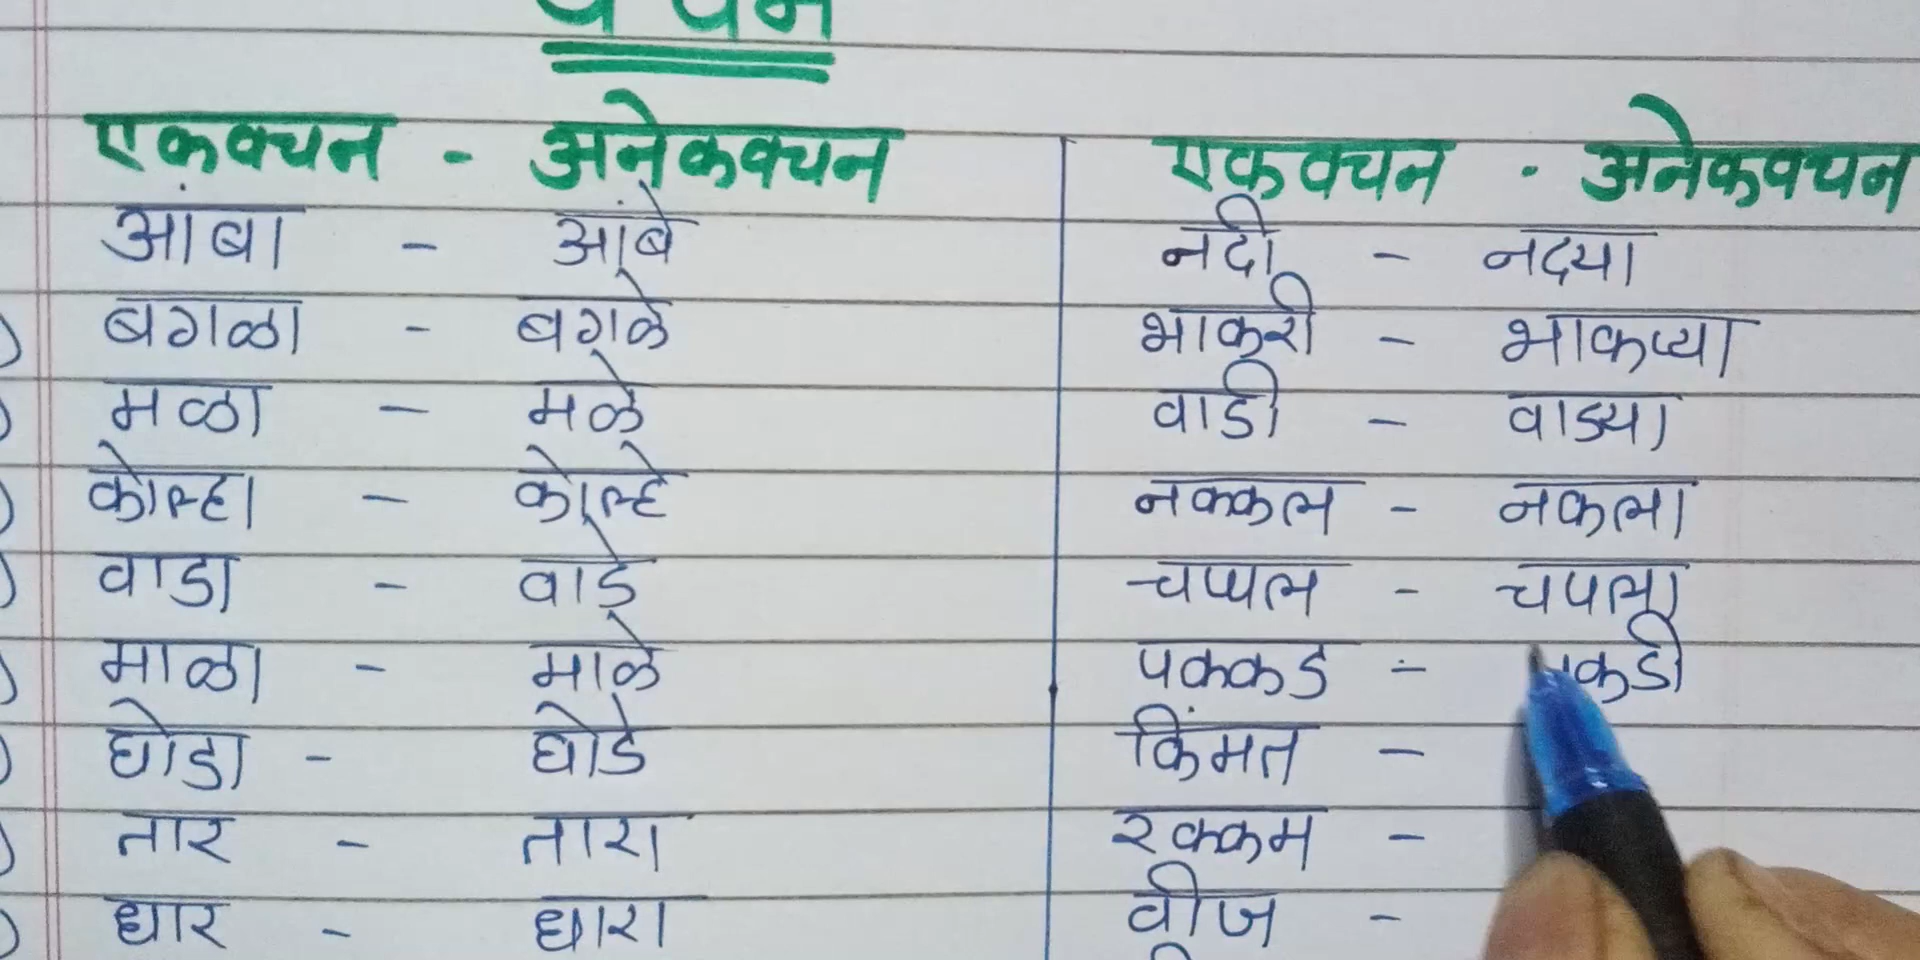 एकवचन - अनेकवचन
आंबा - आंबे
बगळा - बगळे
मळा - मळे
कोल्हा - कोल्हे
वाडा - वाडे
माळा - माळे
घोडा - घोडे
तार - तारा
धार - धारा
एकवचन - अनेकवचन
नदी - नद्या
भाकरी - भाकऱ्या
वाडी - वाड्या
नक्कल - नकला
चप्पल - चपला
पक्कड -
किंमत -
रक्कम -
वीज -